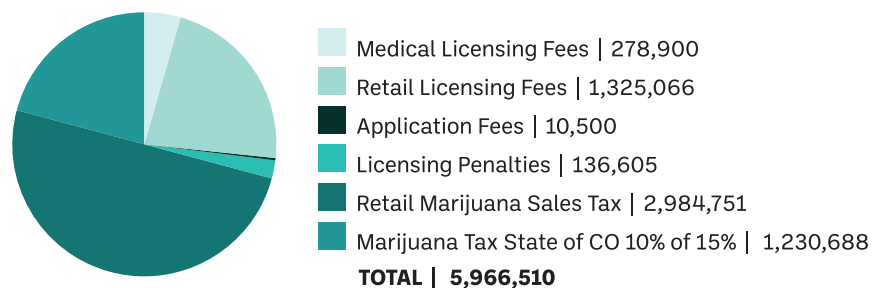 Medical Licensing Fees | 278,900
Retail Licensing Fees | 1,325,066
Application Fees | 10,500
Licensing Penalties | 136,605
Retail Marijuana Sales Tax | 2,984,751
Marijuana Tax State of CO 10% of 15% | 1,230,688
TOTAL | 5,966,510